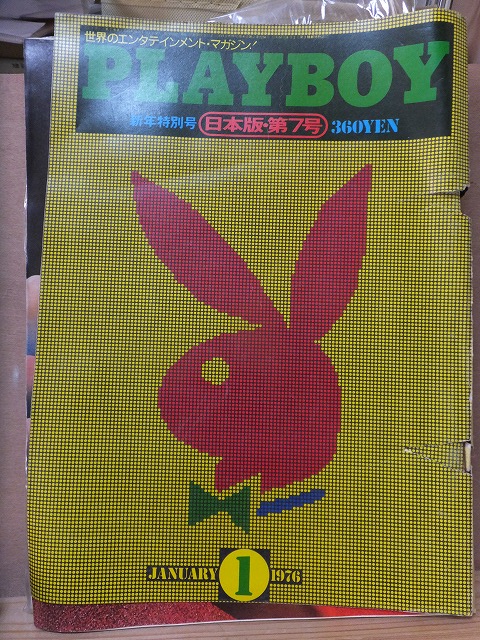 世界のエンタテインメント・マガジン!
PLAYBOY
新年特別号 日本版・第7号 360YEN
JANUARY 1 1976